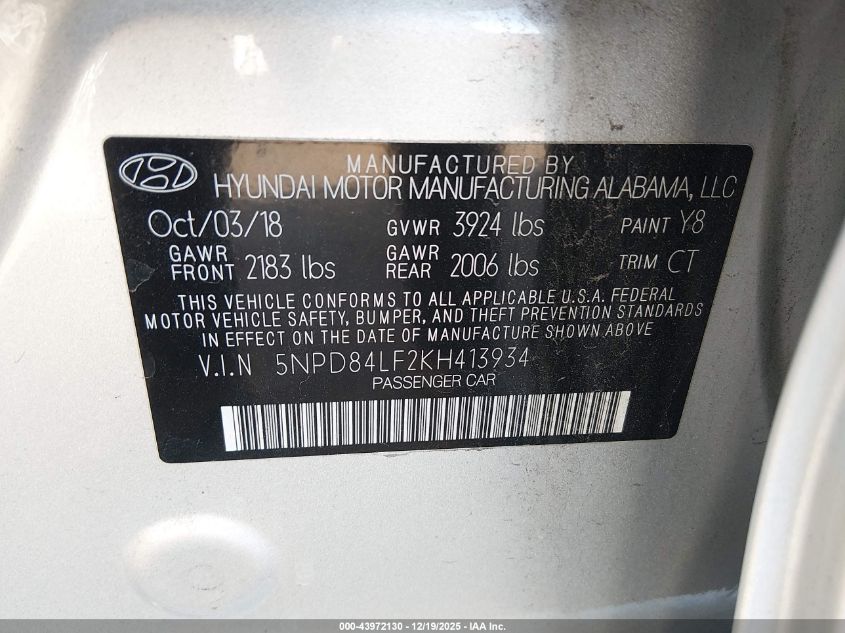 MANUFACTURED BY
HYUNDAI MOTOR MANUFACTURING ALABAMA, LLC
Oct/03/18 GVWR 3924 lbs PAINT Y8
GAWR FRONT 2183 lbs GAWR REAR 2006 lbs TRIM CT
THIS VEHICLE CONFORMS TO ALL APPLICABLE U.S.A. FEDERAL
MOTOR VEHICLE SAFETY, BUMPER, AND THEFT PREVENTION STANDARDS
IN EFFECT ON THE DATE OF MANUFACTURE SHOWN ABOVE
V.I.N 5NPD84LF2KH413934
PASSENGER CAR
000-43972130 - 12/19/2025 - IAA Inc.